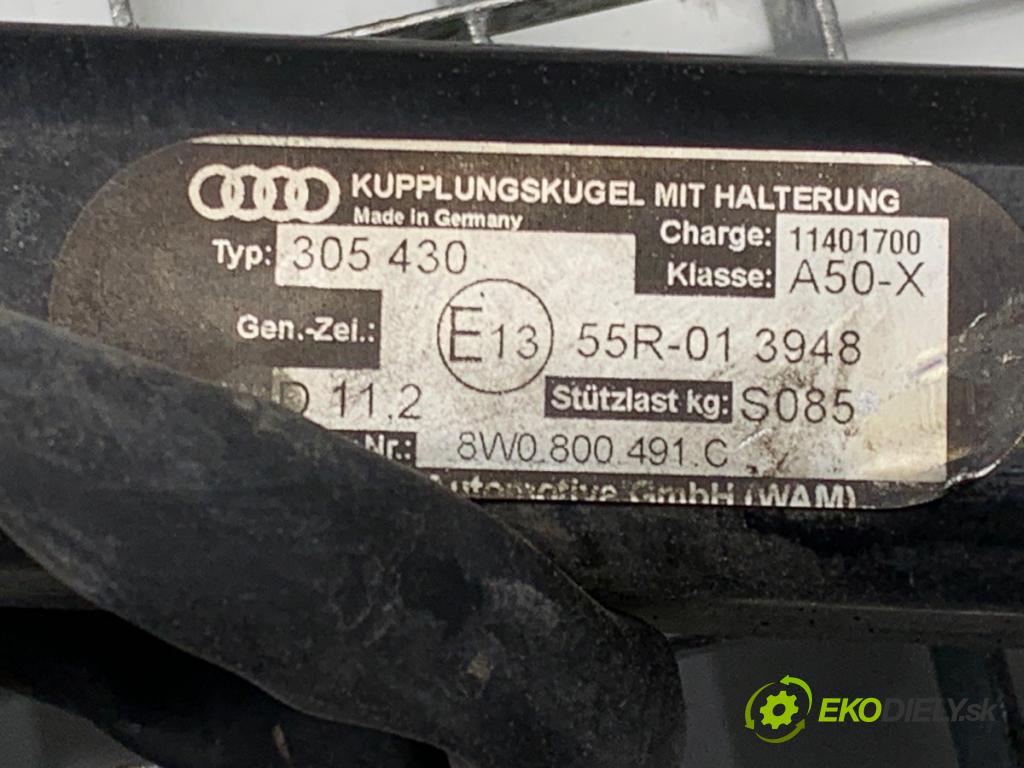 KUPPLUNGSKUGEL MIT HALTERUNG
Made in Germany
Charge: 11401700
Typ: 305 430
Klasse: A50-X
Gen.-Zei.: E13 55R-01 3948
D 11,2 Stützlast kg: S085
Nr.: 8W0.800.491.C
Automotive GmbH (WAM)
EKODIELY.sk